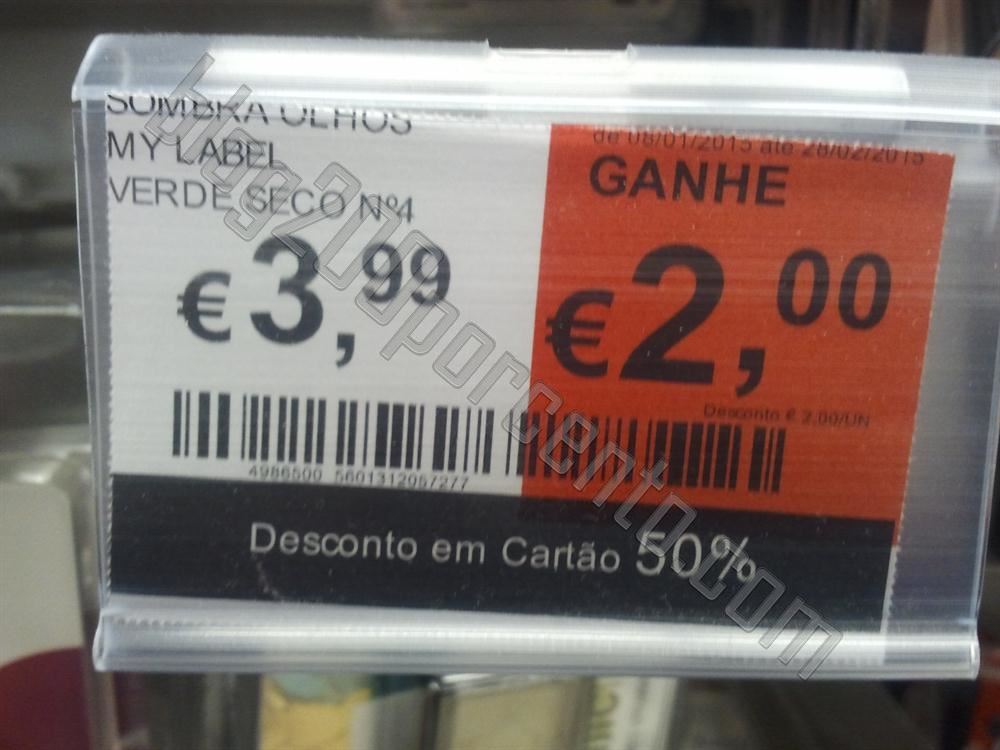 SOMBRA OLHOS
MY LABEL
VERDE SECO Nº4
€3,99
de 08/01/2015 até 28/02/2015
GANHE
€2,00
Desconto € 2,00/UN
4986500 5601312057277
Desconto em Cartão 50%
blog200porcento.com